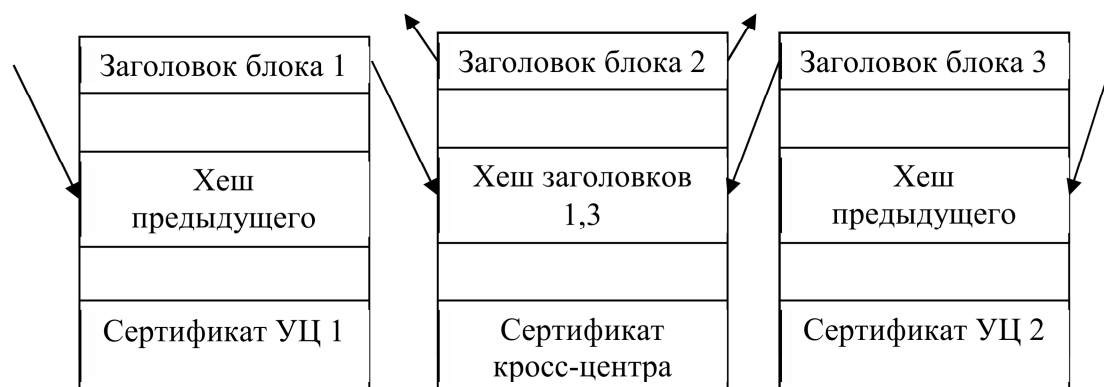 Заголовок блока 1
Хеш
предыдущего
Сертификат УЦ 1
Заголовок блока 2
Хеш заголовков
1,3
Сертификат
кросс-центра
Заголовок блока 3
Хеш
предыдущего
Сертификат УЦ 2